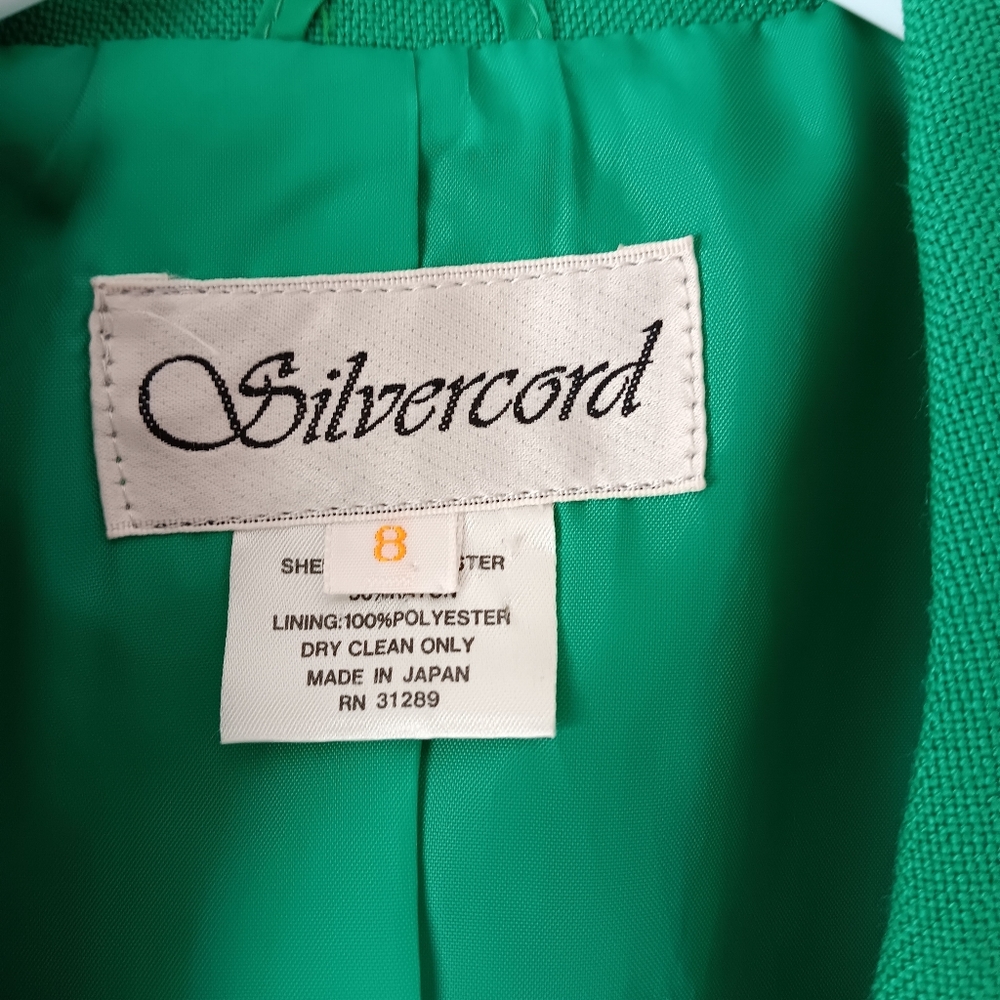 Silvercord
8
LINING:100%POLYESTER
DRY CLEAN ONLY
MADE IN JAPAN
RN 31289